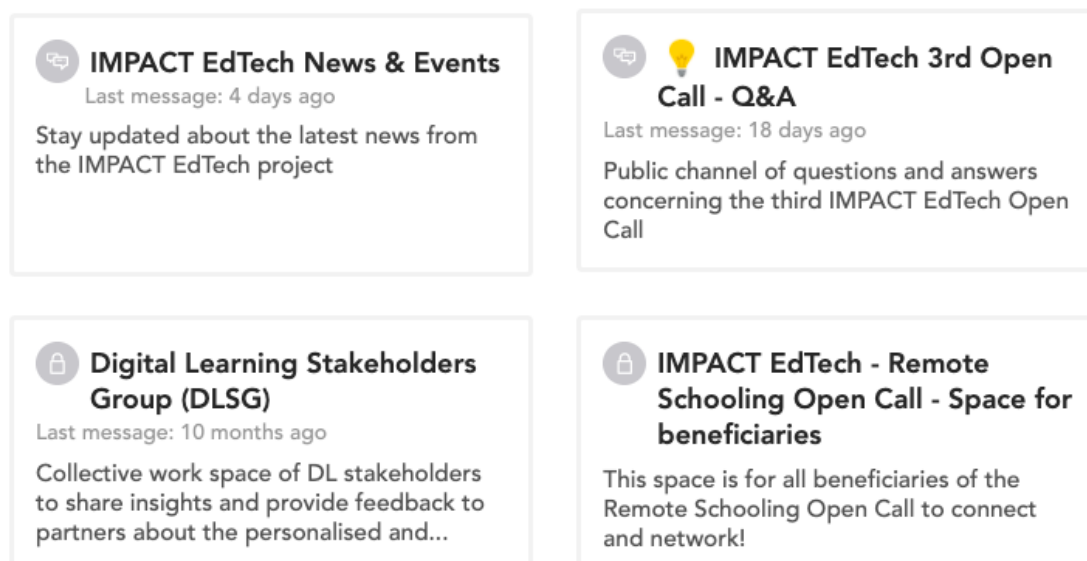 IMPACT EdTech News & Events
Last message: 4 days ago
Stay updated about the latest news from
the IMPACT EdTech project
IMPACT EdTech 3rd Open
Call - Q&A
Last message: 18 days ago
Public channel of questions and answers
concerning the third IMPACT EdTech Open
Call
Digital Learning Stakeholders
Group (DLSG)
Last message: 10 months ago
Collective work space of DL stakeholders
to share insights and provide feedback to
partners about the personalised and...
IMPACT EdTech - Remote
Schooling Open Call - Space for
beneficiaries
This space is for all beneficiaries of the
Remote Schooling Open Call to connect
and network!